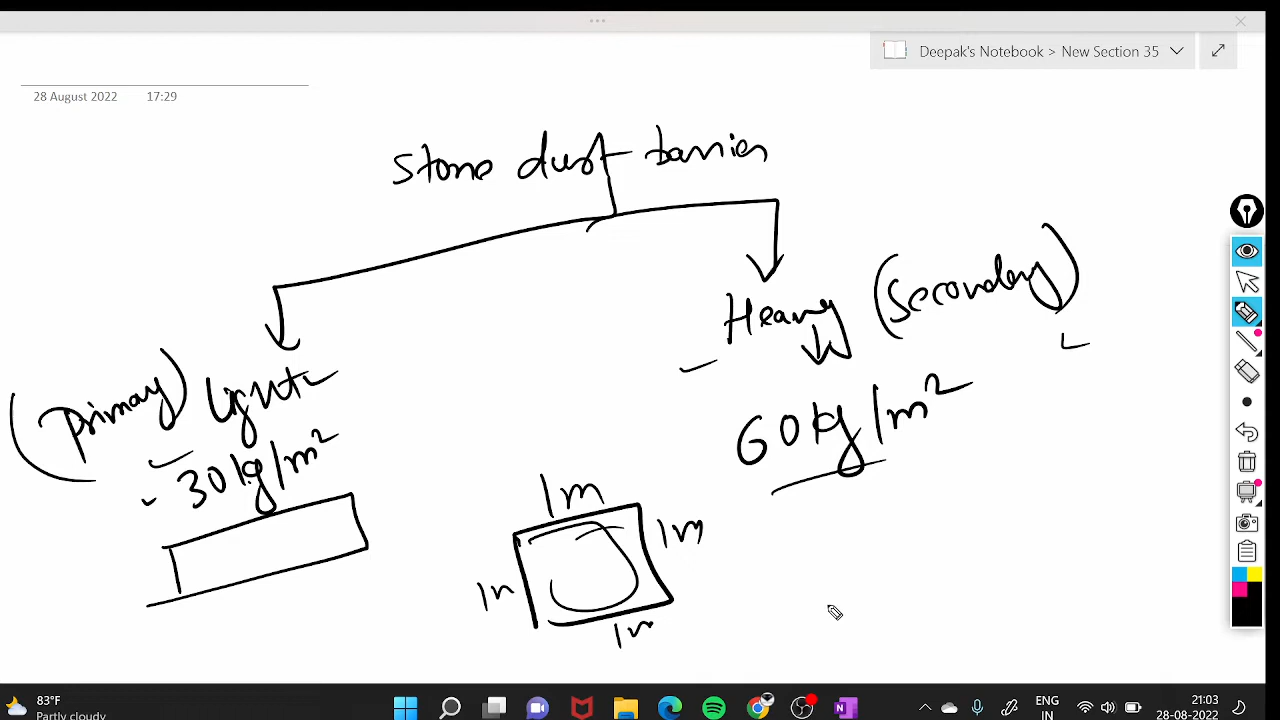 Deepak's Notebook > New Section 35
28 August 2022 17:29
Stone dust barrier
Heavy (Secondary)
(Primary) Light
60 kg/m²
30 kg/m²
1m
1m
1m
1m
83°F
Partly cloudy
ENG
IN
21:03
28-08-2022